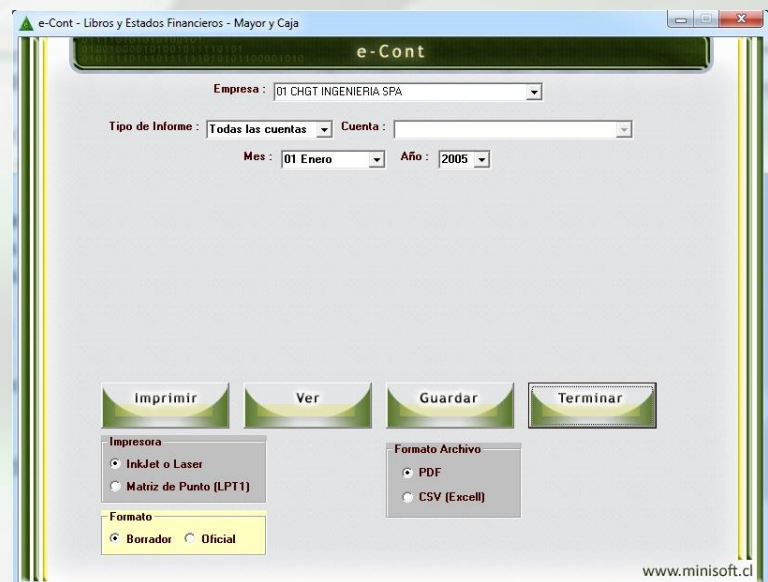 e-Cont - Libros y Estados Financieros - Mayor y Caja
e-Cont
Empresa : 01 CHGT INGENIERIA SPA
Tipo de Informe : Todas las cuentas Cuenta :
Mes : 01 Enero Año : 2005
Imprimir Ver Guardar Terminar
Impresora
InkJet o Laser
Matriz de Punto (LPT1)
Formato Archivo
PDF
CSV (Excell)
Formato
Borrador Oficial
www.minisoft.cl